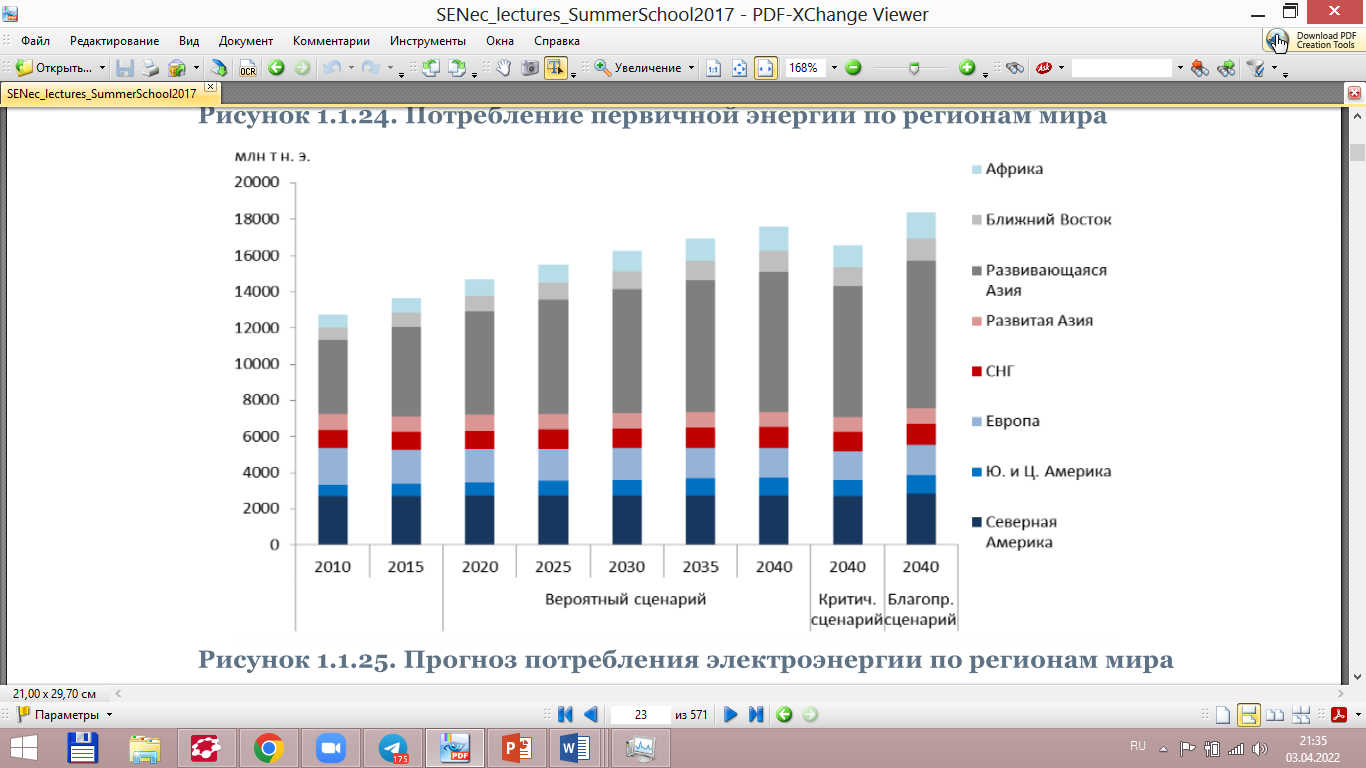 SENec_lectures_SummerSchool2017 - PDF-XChange Viewer
Файл Редактирование Вид Документ Комментарии Инструменты Окна Справка
Download PDF
Creation Tools
Открыть... OCR Увеличение 1:1 168% Ask
SENec_lectures_SummerSchool2017
Рисунок 1.1.24. Потребление первичной энергии по регионам мира
млн т н. э.
20000
18000
16000
14000
12000
10000
8000
6000
4000
2000
0
2010 2015 2020 2025 2030 2035 2040 2040 2040
Вероятный сценарий
Критич.
сценарий
Благопр.
сценарий
Африка
Ближний Восток
Развивающаяся
Азия
Развитая Азия
СНГ
Европа
Ю. и Ц. Америка
Северная
Америка
Рисунок 1.1.25. Прогноз потребления электроэнергии по регионам мира
21,00 x 29,70 см
Параметры 23 из 571
175
PDF
RU
21:35
03.04.2022